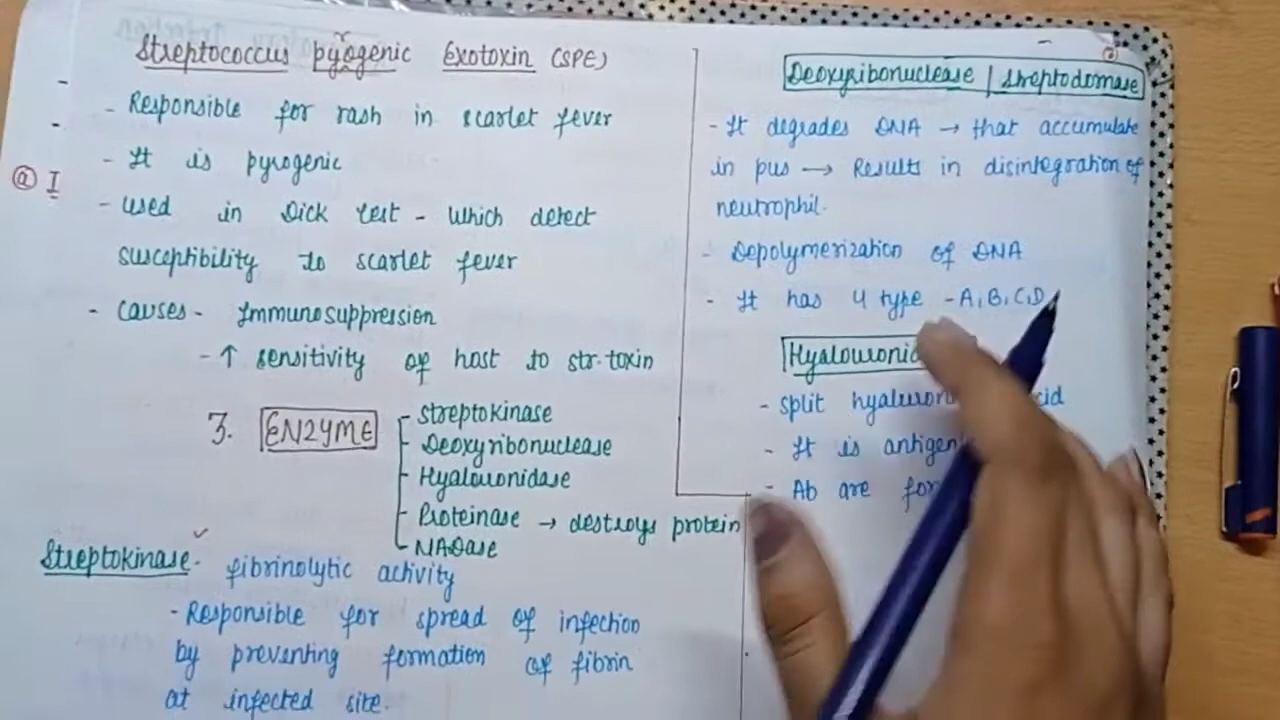 Streptococcus pyogenic Exotoxin (SPE)
- Responsible for rash in scarlet fever
- It is pyrogenic
@ I
- used in Dick test - which detect
susceptibility to scarlet fever
- causes - Immunosuppression
- ↑ sensitivity of host to str. toxin
3. ENZYME
- Streptokinase
- Deoxyribonuclease
- Hyalouronidase
- Proteinase → destroys protein
- NADase
Streptokinase - fibrinolytic activity
- Responsible for spread of infection
by preventing formation of fibrin
at infected site.
Deoxyribonuclease | Streptodomase
- It degrades DNA → that accumulate
in pus → Results in disintegration of
neutrophil.
- Depolymerization of DNA
- It has 4 type - A, B, C, D
- split
- It is
- Ab are